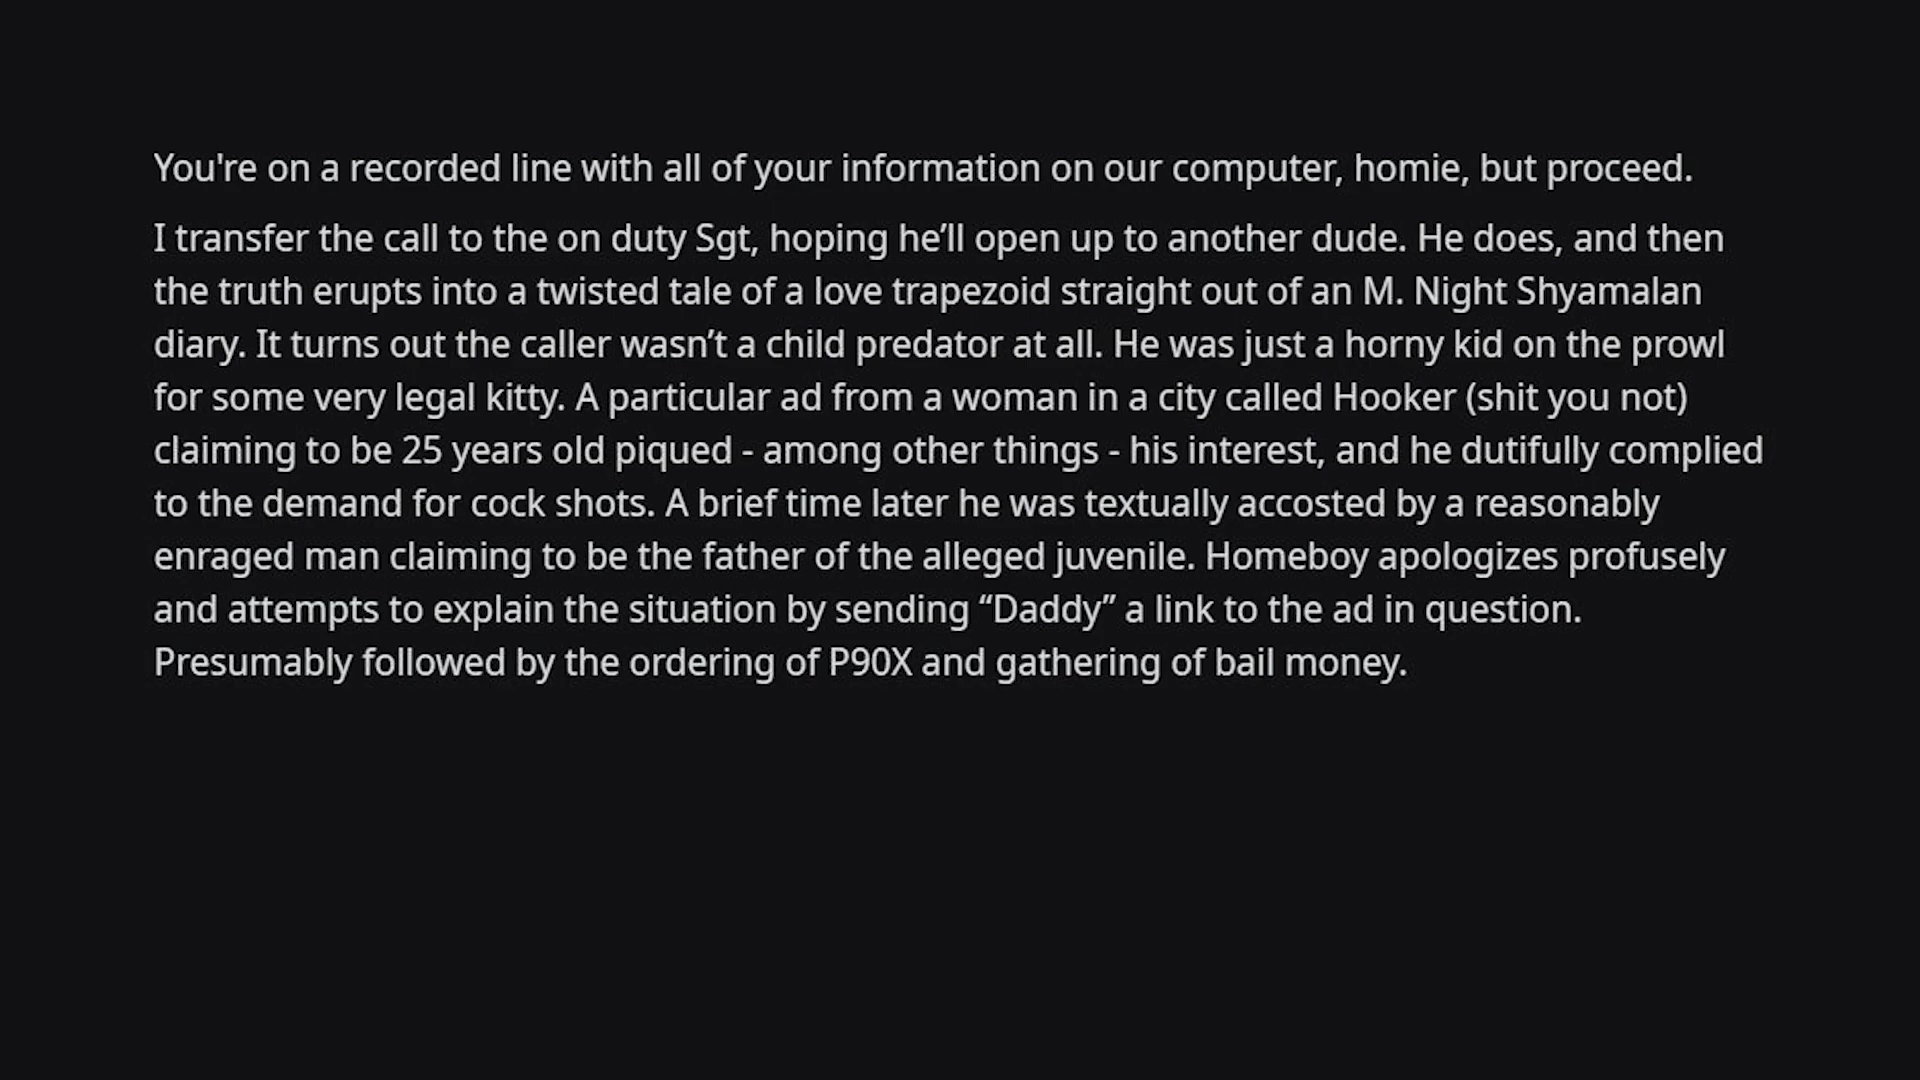 You're on a recorded line with all of your information on our computer, homie, but proceed.
I transfer the call to the on duty Sgt, hoping he’ll open up to another dude. He does, and then
the truth erupts into a twisted tale of a love trapezoid straight out of an M. Night Shyamalan
diary. It turns out the caller wasn’t a child predator at all. He was just a horny kid on the prowl
for some very legal kitty. A particular ad from a woman in a city called Hooker (shit you not)
claiming to be 25 years old piqued - among other things - his interest, and he dutifully complied
to the demand for cock shots. A brief time later he was textually accosted by a reasonably
enraged man claiming to be the father of the alleged juvenile. Homeboy apologizes profusely
and attempts to explain the situation by sending “Daddy” a link to the ad in question.
Presumably followed by the ordering of P90X and gathering of bail money.